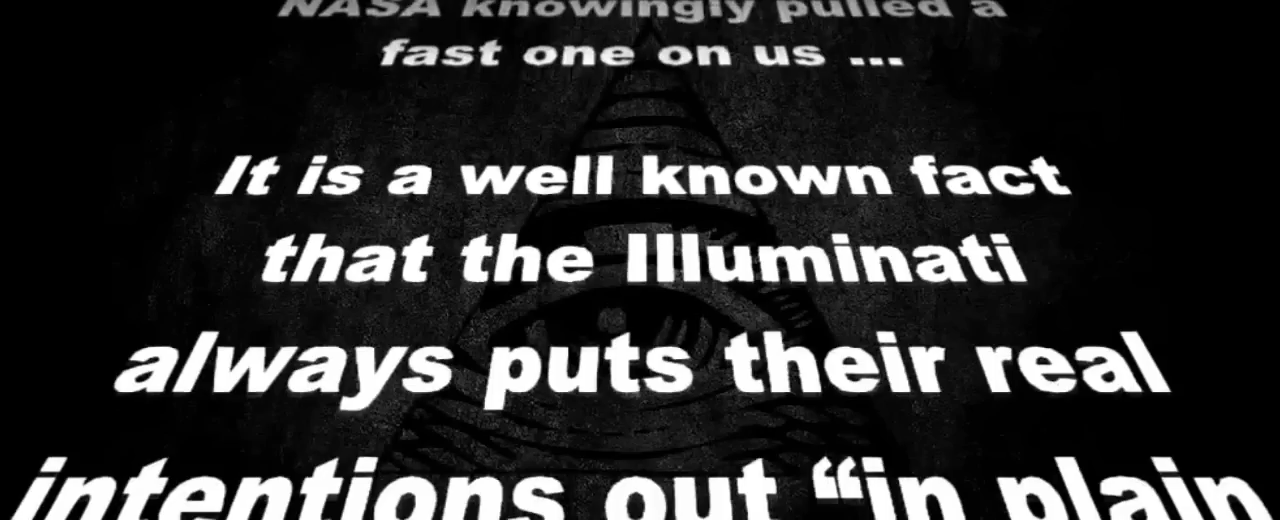 NASA knowingly pulled a
fast one on us ...
It is a well known fact
that the Illuminati
always puts their real
intentions out “in plain